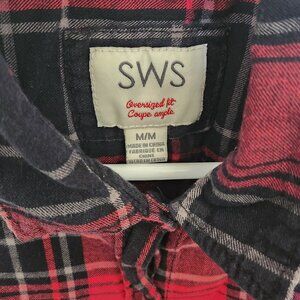 SWS
Oversized fit
Coupe ample
M/M
MADE IN CHINA
FABRIQUÉ EN
CHINE